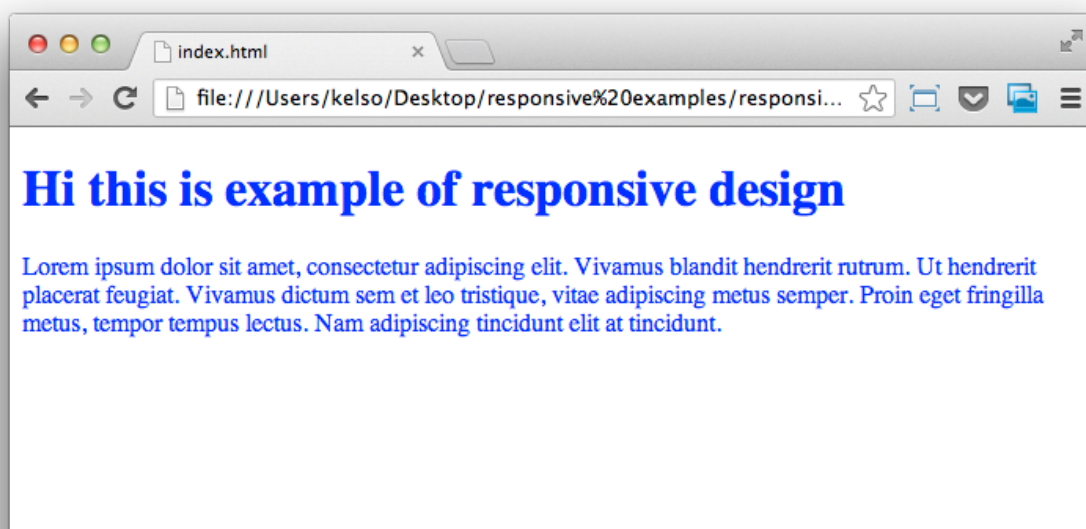 index.html
file:///Users/kelso/Desktop/responsive%20examples/responsi...
Hi this is example of responsive design
Lorem ipsum dolor sit amet, consectetur adipiscing elit. Vivamus blandit hendrerit rutrum. Ut hendrerit
placerat feugiat. Vivamus dictum sem et leo tristique, vitae adipiscing metus semper. Proin eget fringilla
metus, tempor tempus lectus. Nam adipiscing tincidunt elit at tincidunt.